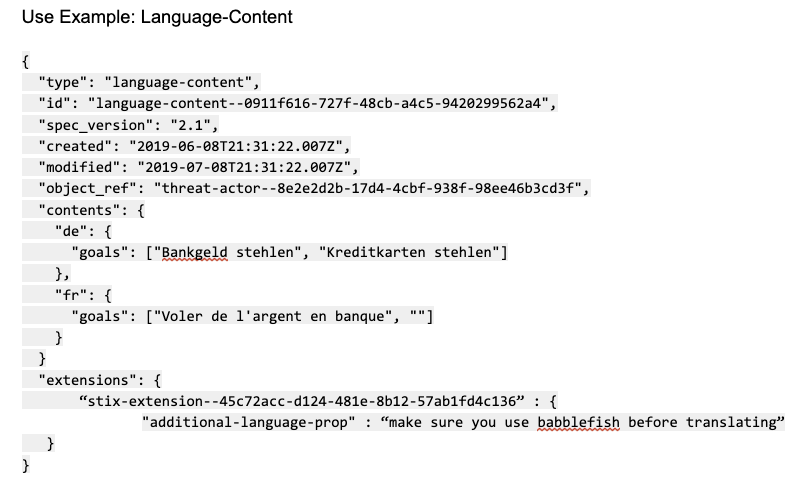 Use Example: Language-Content
{
"type": "language-content",
"id": "language-content--0911f616-727f-48cb-a4c5-9420299562a4",
"spec_version": "2.1",
"created": "2019-06-08T21:31:22.007Z",
"modified": "2019-07-08T21:31:22.007Z",
"object_ref": "threat-actor--8e2e2d2b-17d4-4cbf-938f-98ee46b3cd3f",
"contents": {
"de": {
"goals": ["Bankgeld stehlen", "Kreditkarten stehlen"]
},
"fr": {
"goals": ["Voler de l'argent en banque", ""]
}
}
"extensions": {
“stix-extension--45c72acc-d124-481e-8b12-57ab1fd4c136” : {
"additional-language-prop" : “make sure you use babblefish before translating”
}
}